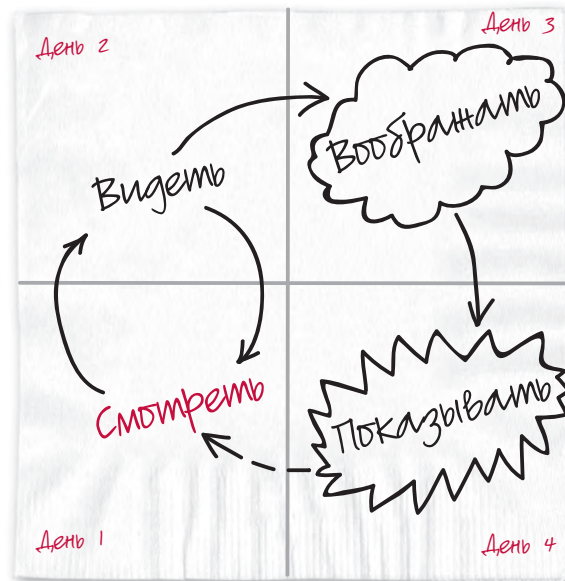 День 2
День 3
Видеть
Воображать
Смотреть
Показывать
День 1
День 4